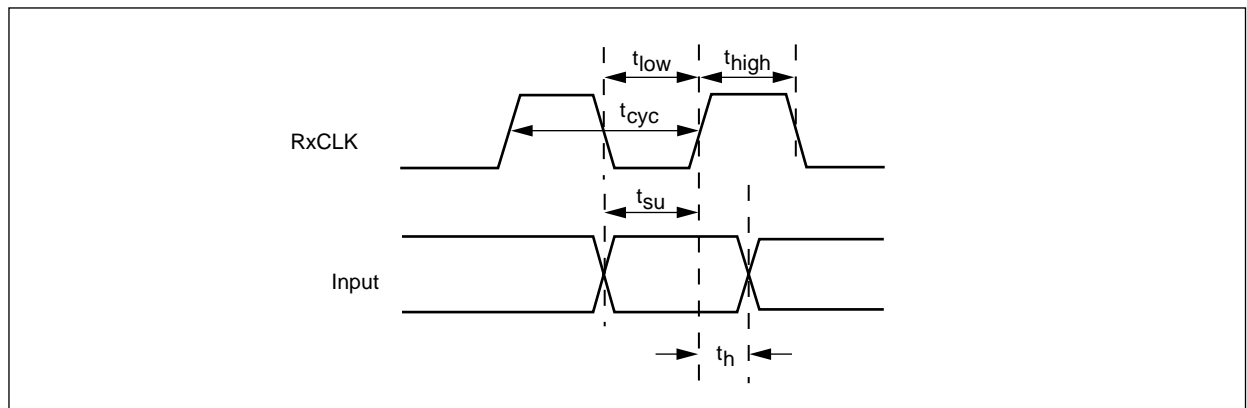 tlow
thigh
tcyc
RxCLK
tsu
Input
th